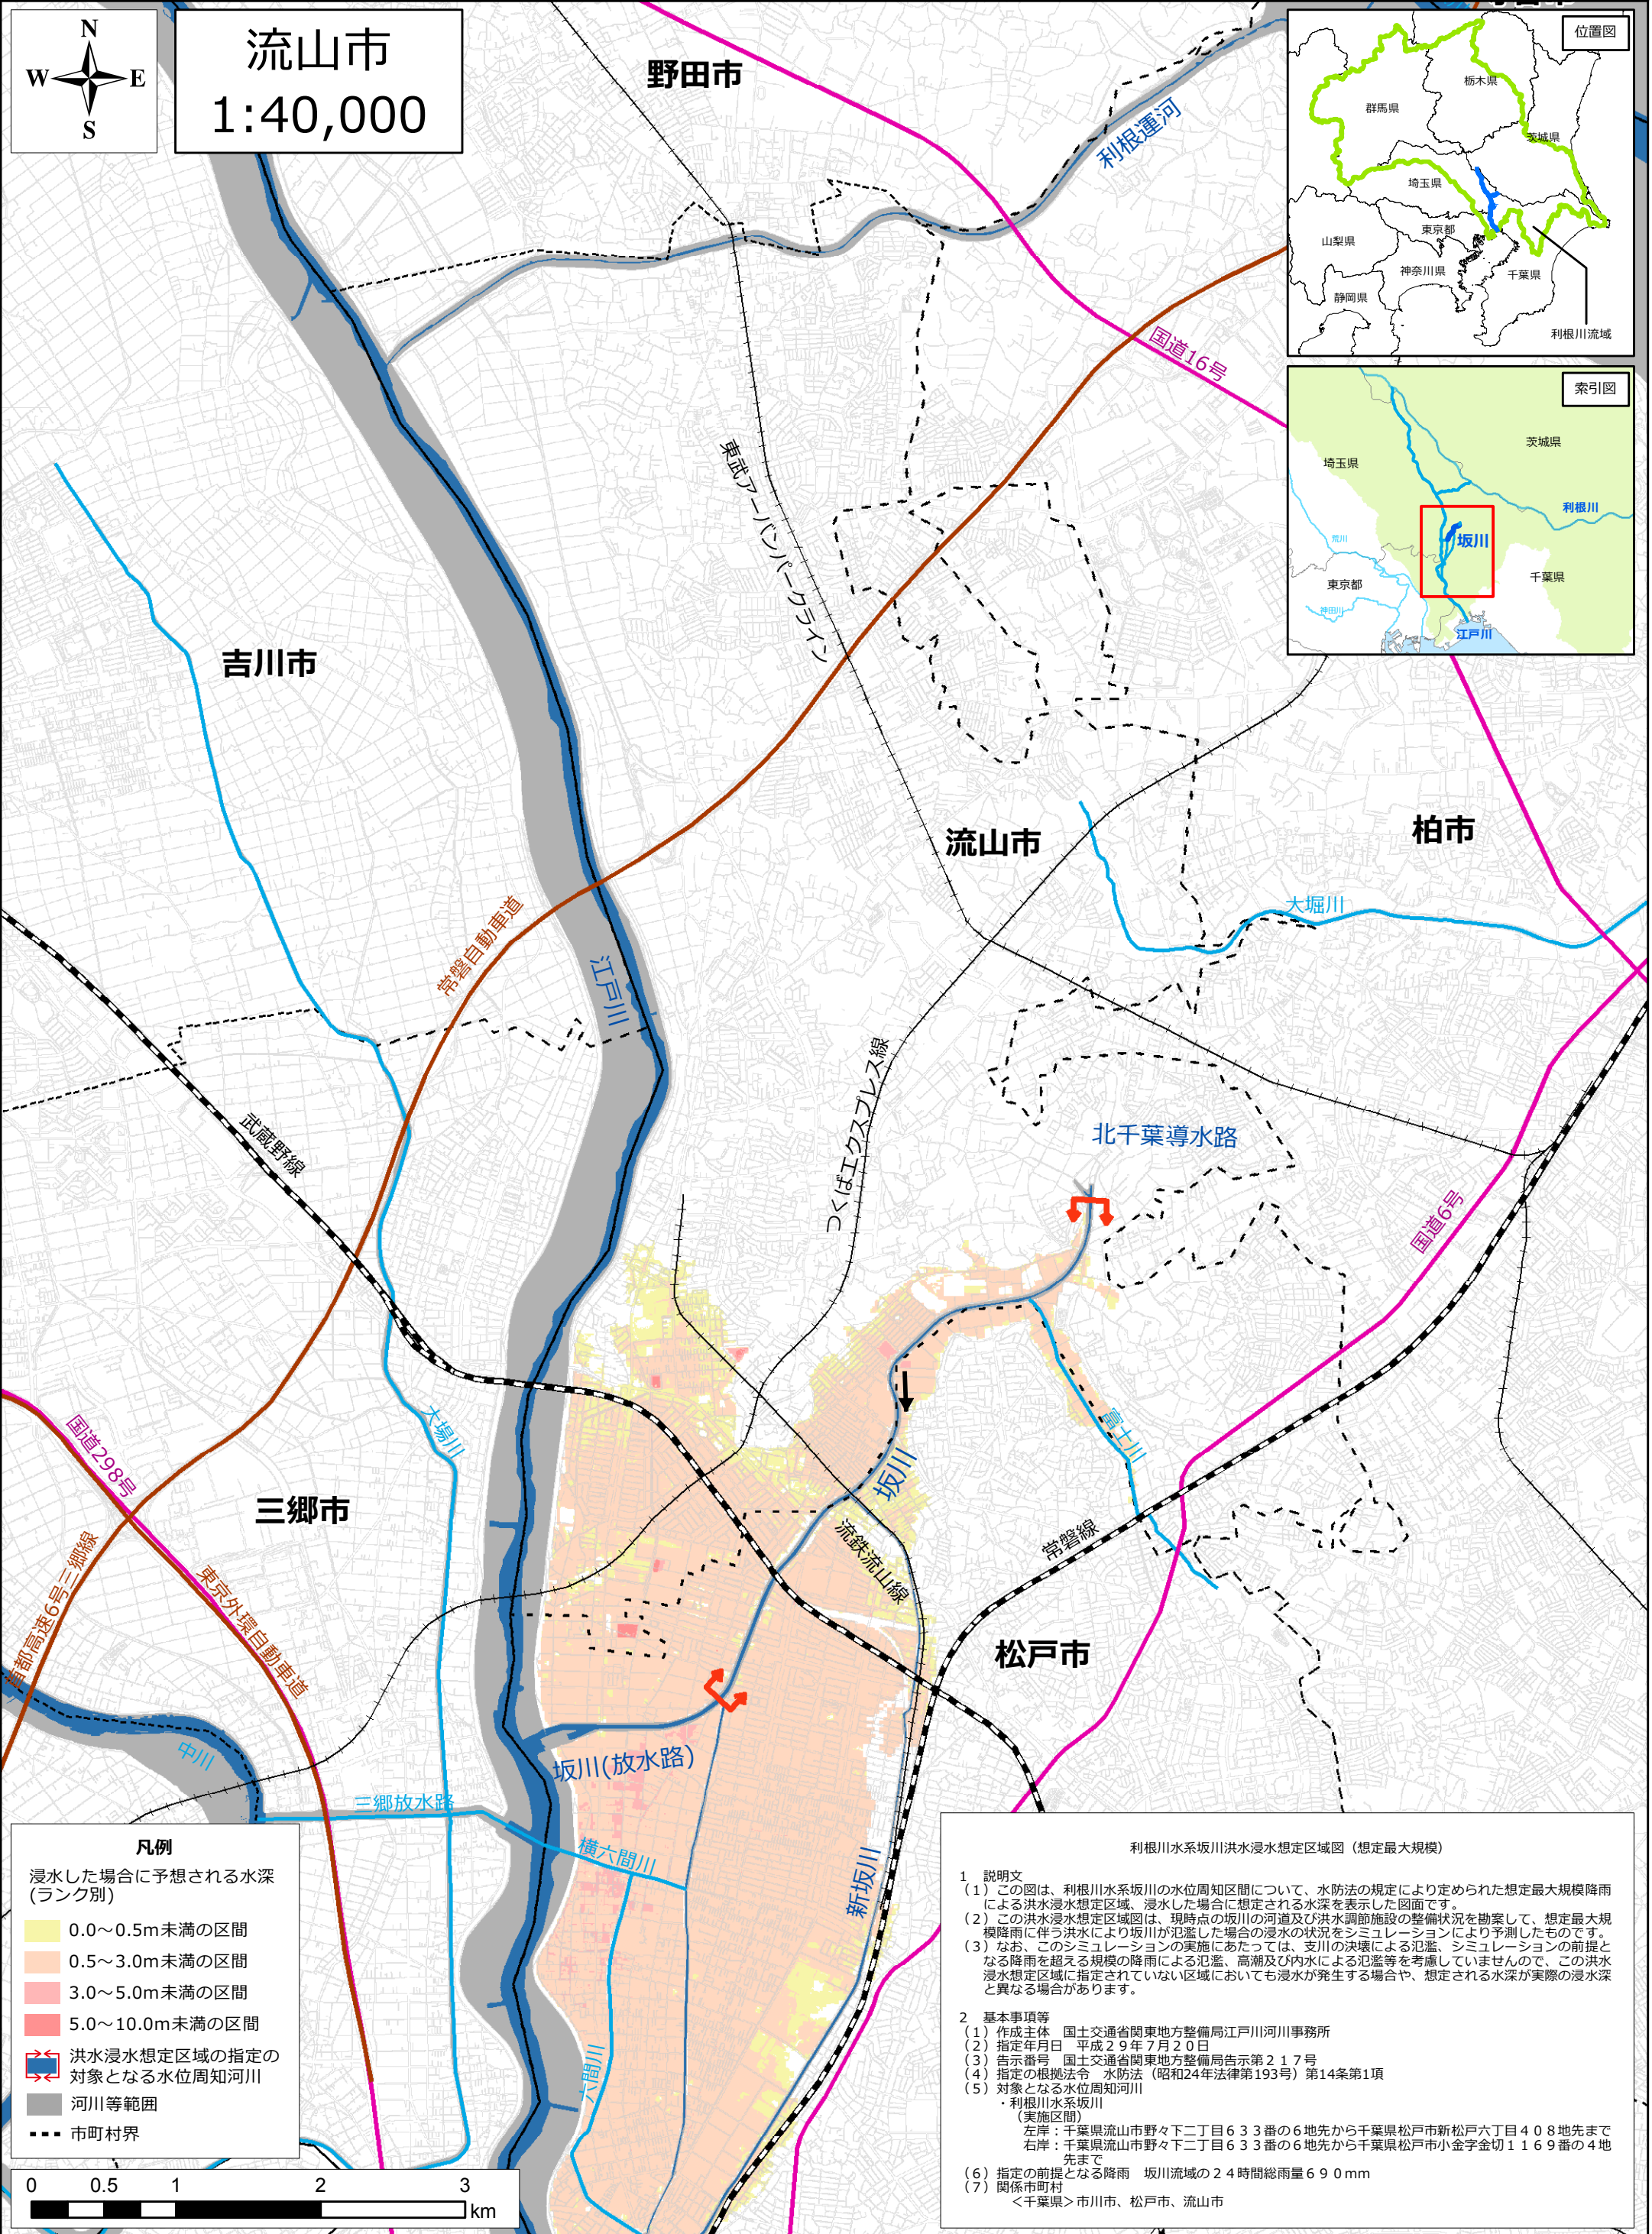 N
W E
S
流山市
1:40,000
野田市
利根運河
位置図
栃木県
群馬県
茨城県
埼玉県
東京都
山梨県
神奈川県
千葉県
静岡県
利根川流域
国道16号
索引図
茨城県
埼玉県
利根川
荒川
坂川
東京都
千葉県
神田川
江戸川
東武アーバンパークライン
吉川市
流山市
柏市
大堀川
常磐自動車道
江戸川
つくばエクスプレス線
武蔵野線
北千葉導水路
国道6号
国道298号
大場川
富士川
坂川
三郷市
流鉄流山線
常磐線
首都高速6号三郷線
東京外環自動車道
松戸市
中川
坂川(放水路)
三郷放水路
横六間川
新坂川
六間川
凡例
浸水した場合に予想される水深
(ランク別)
0.0～0.5m未満の区間
0.5～3.0m未満の区間
3.0～5.0m未満の区間
5.0～10.0m未満の区間
洪水浸水想定区域の指定の
対象となる水位周知河川
河川等範囲
市町村界
0 0.5 1 2 3
km
利根川水系坂川洪水浸水想定区域図（想定最大規模）
1　説明文
（1）この図は、利根川水系坂川の水位周知区間について、水防法の規定により定められた想定最大規模降雨
による洪水浸水想定区域、浸水した場合に想定される水深を表示した図面です。
（2）この洪水浸水想定区域図は、現時点の坂川の河道及び洪水調節施設の整備状況を勘案して、想定最大規
模降雨に伴う洪水により坂川が氾濫した場合の浸水の状況をシミュレーションにより予測したものです。
（3）なお、このシミュレーションの実施にあたっては、支川の決壊による氾濫、シミュレーションの前提と
なる降雨を超える規模の降雨による氾濫、高潮及び内水による氾濫等を考慮していませんので、この洪水
浸水想定区域に指定されていない区域においても浸水が発生する場合や、想定される水深が実際の浸水深
と異なる場合があります。
2　基本事項等
（1）作成主体　国土交通省関東地方整備局江戸川河川事務所
（2）指定年月日　平成２９年７月２０日
（3）告示番号　国土交通省関東地方整備局告示第２１７号
（4）指定の根拠法令　水防法（昭和24年法律第193号）第14条第1項
（5）対象となる水位周知河川
・利根川水系坂川
（実施区間）
左岸：千葉県流山市野々下二丁目６３３番の６地先から千葉県松戸市新松戸六丁目４０８地先まで
右岸：千葉県流山市野々下二丁目６３３番の６地先から千葉県松戸市小金字金切１１６９番の４地
先まで
（6）指定の前提となる降雨　坂川流域の２４時間総雨量６９０mm
（7）関係市町村
＜千葉県＞市川市、松戸市、流山市